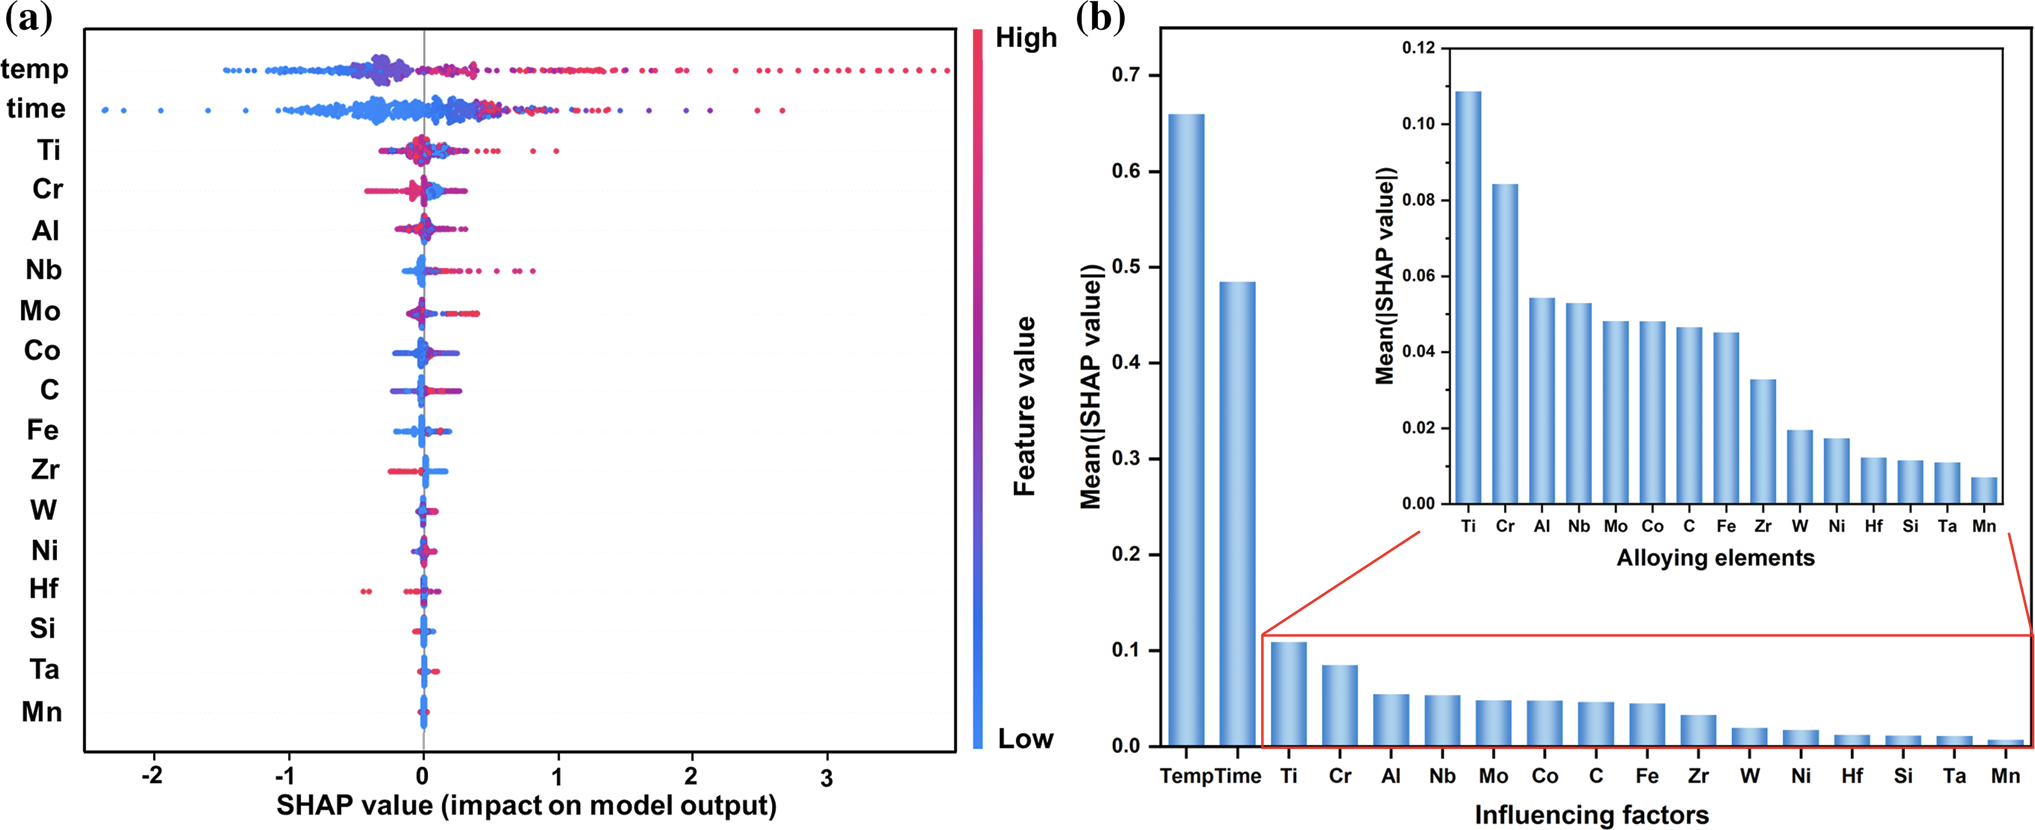 (a)
temp
time
Ti
Cr
Al
Nb
Mo
Co
C
Fe
Zr
W
Ni
Hf
Si
Ta
Mn
-2 -1 0 1 2 3
SHAP value (impact on model output)
High
Feature value
Low
(b)
Mean(|SHAP value|)
0.7
0.6
0.5
0.4
0.3
0.2
0.1
0.0
Temp Time Ti Cr Al Nb Mo Co C Fe Zr W Ni Hf Si Ta Mn
Influencing factors
Mean(|SHAP value|)
0.12
0.10
0.08
0.06
0.04
0.02
0.00
Ti Cr Al Nb Mo Co C Fe Zr W Ni Hf Si Ta Mn
Alloying elements